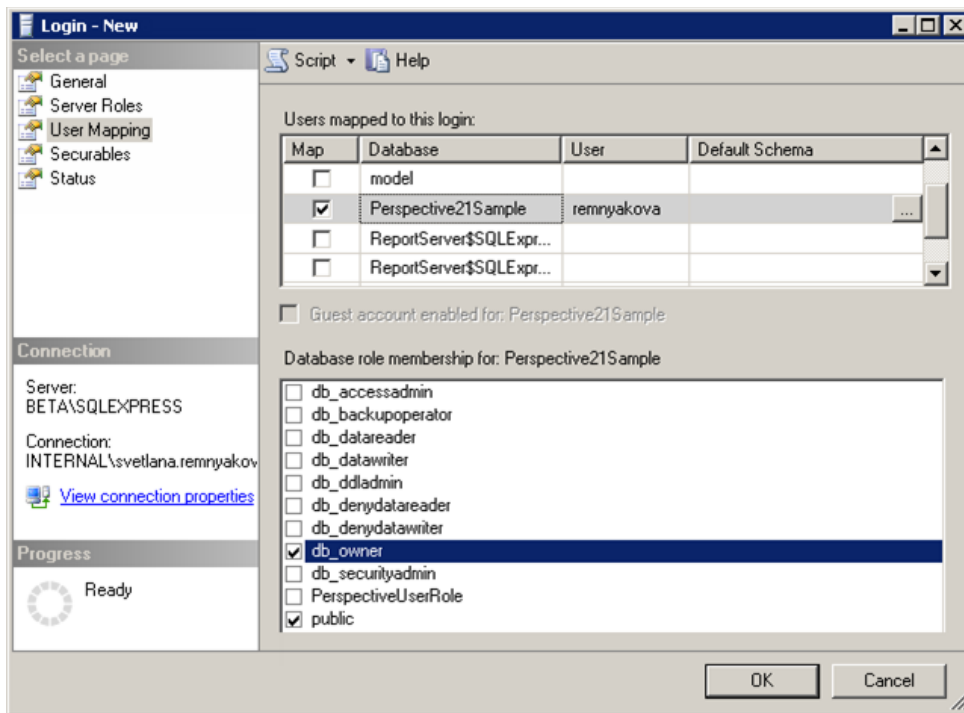 Login - New
Select a page
General
Server Roles
User Mapping
Securables
Status
Script
Help
Users mapped to this login:
Map Database User Default Schema
model
Perspective21Sample remnyakova ...
ReportServer$SQLExpr...
ReportServer$SQLExpr...
Guest account enabled for: Perspective21Sample
Database role membership for: Perspective21Sample
db_accessadmin
db_backupoperator
db_datareader
db_datawriter
db_ddladmin
db_denydatareader
db_denydatawriter
db_owner
db_securityadmin
PerspectiveUserRole
public
Connection
Server:
BETA\SQLEXPRESS
Connection:
INTERNAL\svetlana.remnyakov
View connection properties
Progress
Ready
OK
Cancel